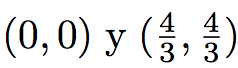 (0, 0) y (4/3, 4/3)